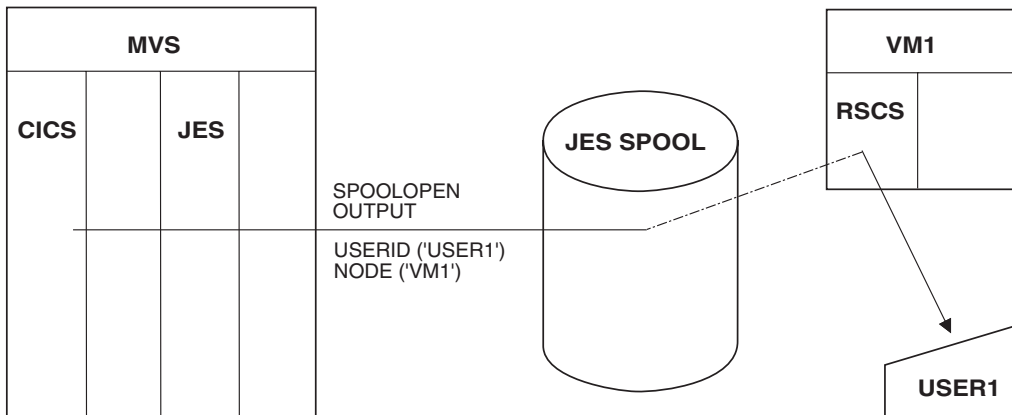 MVS
VM1
CICS
JES
JES SPOOL
RSCS
SPOOLOPEN
OUTPUT
USERID ('USER1')
NODE ('VM1')
USER1